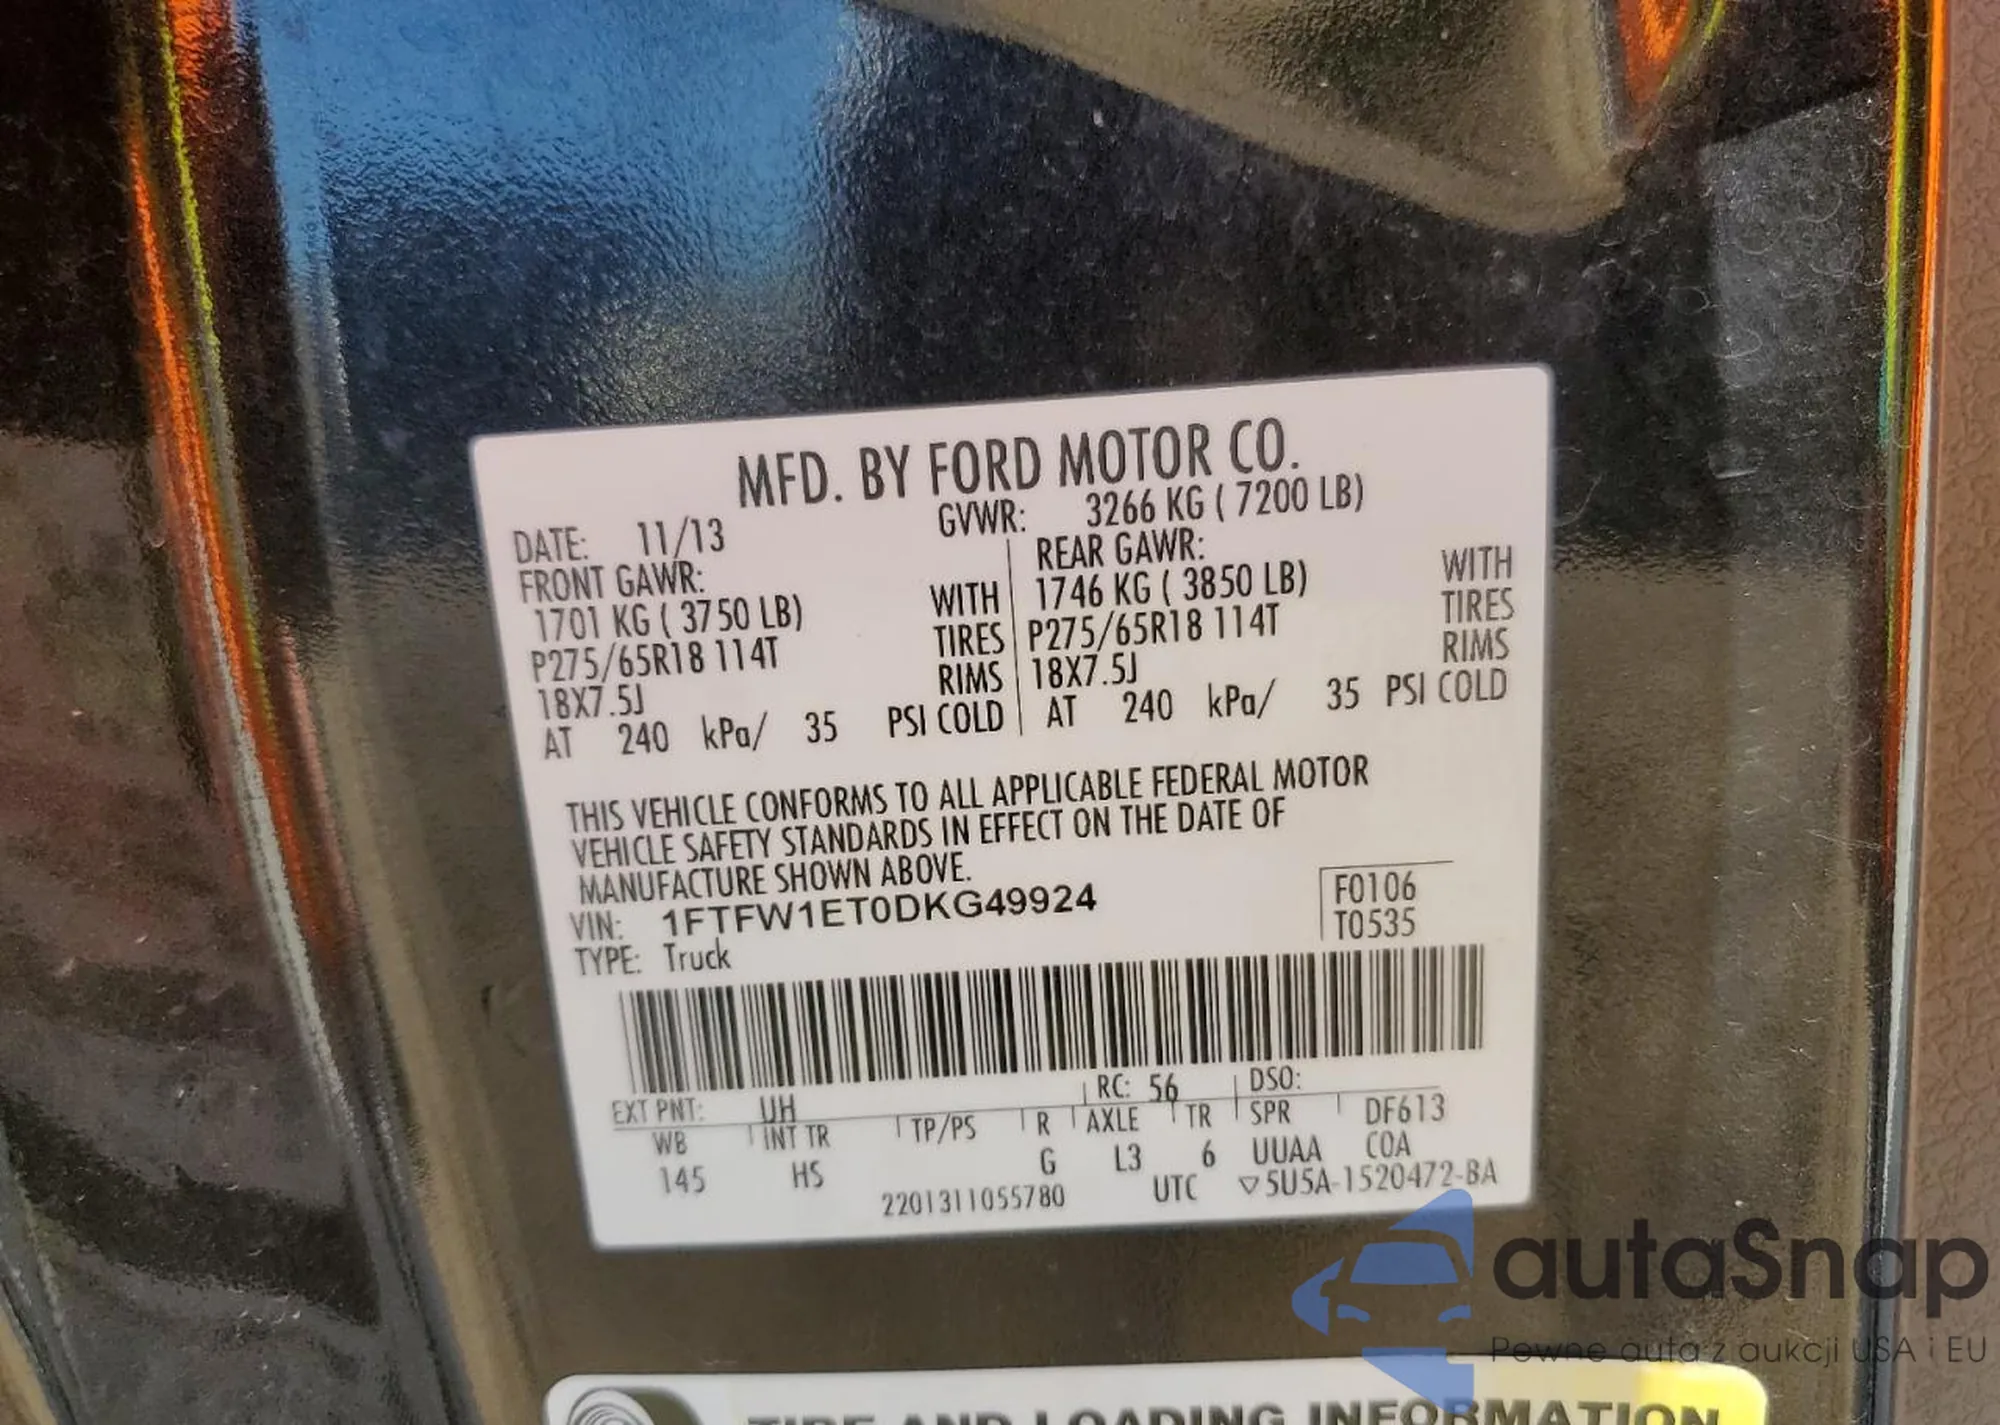 MFD. BY FORD MOTOR CO.
DATE: 11/13 GVWR: 3266 KG ( 7200 LB)
FRONT GAWR: REAR GAWR:
1701 KG ( 3750 LB) WITH 1746 KG ( 3850 LB) WITH
P275/65R18 114T TIRES P275/65R18 114T TIRES
18X7.5J RIMS 18X7.5J RIMS
AT 240 kPa/ 35 PSI COLD AT 240 kPa/ 35 PSI COLD
THIS VEHICLE CONFORMS TO ALL APPLICABLE FEDERAL MOTOR
VEHICLE SAFETY STANDARDS IN EFFECT ON THE DATE OF
MANUFACTURE SHOWN ABOVE.
VIN: 1FTFW1ET0DKG49924 F0106
TYPE: Truck T0535
EXT PNT: UH RC: 56 DSO:
WB INT TR TP/PS R AXLE TR SPR DF613
145 HS G L3 6 UUAA COA
2201311055780 UTC ▽5U5A-1520472-BA
autaSnap
Pewne auta z aukcji USA i EU
TIRE AND LOADING INFORMATION